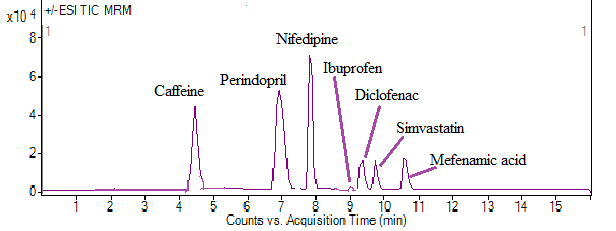 +/-ESI TIC MRM
x10 4
1 1
8
6
4
2
0
Caffeine
Perindopril
Nifedipine
Ibuprofen
Diclofenac
Simvastatin
Mefenamic acid
1 2 3 4 5 6 7 8 9 10 11 12 13 14 15
Counts vs. Acquisition Time (min)